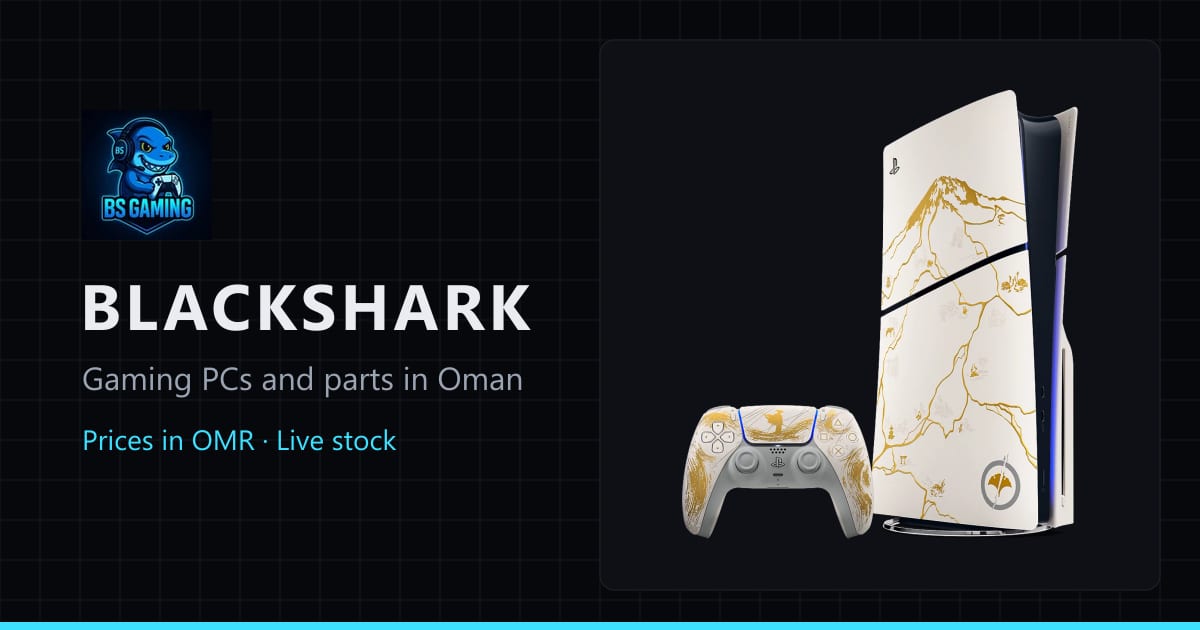 BS
BS GAMING
BLACKSHARK
Gaming PCs and parts in Oman
Prices in OMR · Live stock